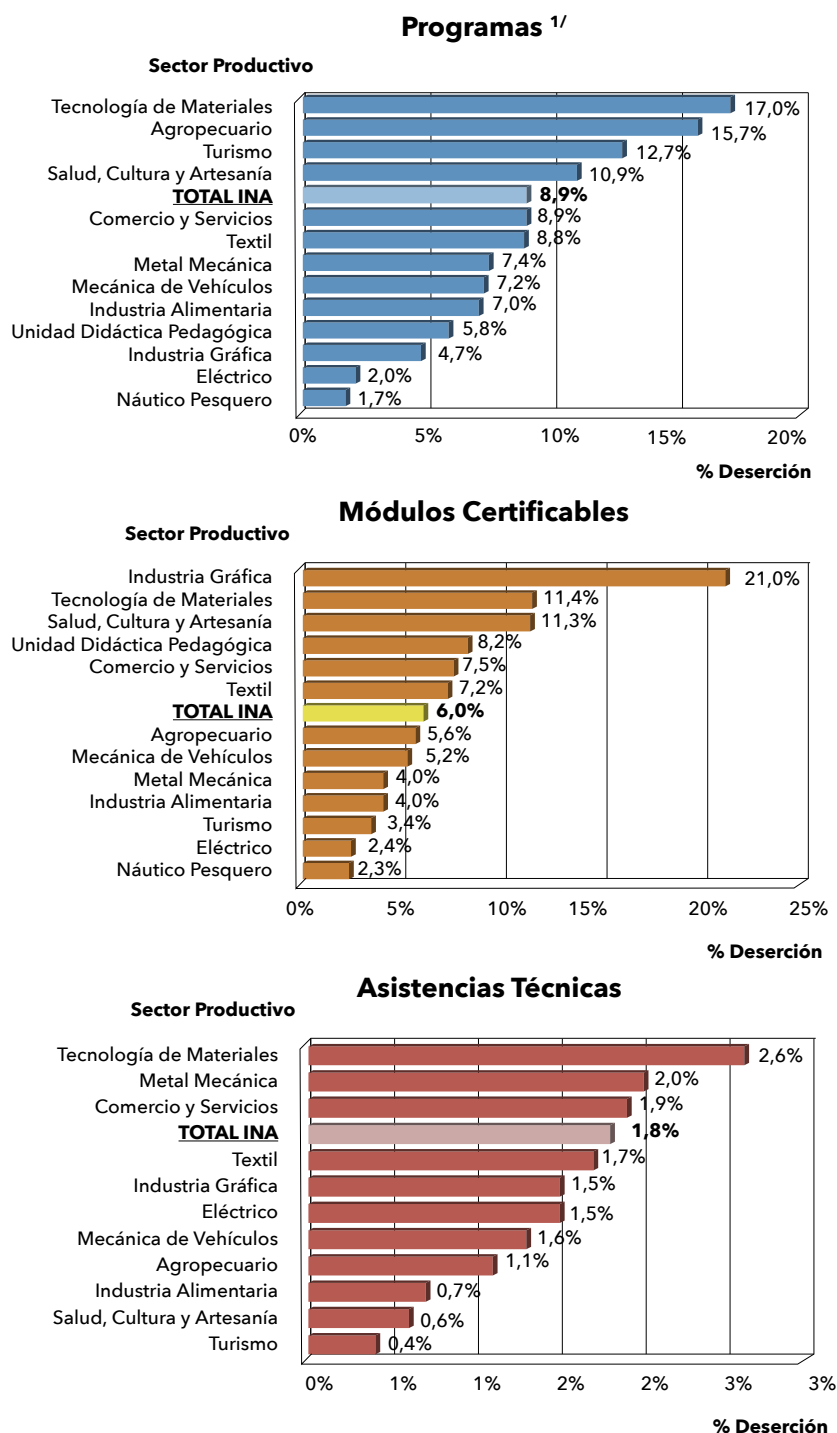 Programas 1/
Sector Productivo
Tecnología de Materiales 17,0%
Agropecuario 15,7%
Turismo 12,7%
Salud, Cultura y Artesanía 10,9%
TOTAL INA 8,9%
Comercio y Servicios 8,9%
Textil 8,8%
Metal Mecánica 7,4%
Mecánica de Vehículos 7,2%
Industria Alimentaria 7,0%
Unidad Didáctica Pedagógica 5,8%
Industria Gráfica 4,7%
Eléctrico 2,0%
Náutico Pesquero 1,7%
0% 5% 10% 15% 20%
% Deserción
Módulos Certificables
Sector Productivo
Industria Gráfica 21,0%
Tecnología de Materiales 11,4%
Salud, Cultura y Artesanía 11,3%
Unidad Didáctica Pedagógica 8,2%
Comercio y Servicios 7,5%
Textil 7,2%
TOTAL INA 6,0%
Agropecuario 5,6%
Mecánica de Vehículos 5,2%
Metal Mecánica 4,0%
Industria Alimentaria 4,0%
Turismo 3,4%
Eléctrico 2,4%
Náutico Pesquero 2,3%
0% 5% 10% 15% 20% 25%
% Deserción
Asistencias Técnicas
Sector Productivo
Tecnología de Materiales 2,6%
Metal Mecánica 2,0%
Comercio y Servicios 1,9%
TOTAL INA 1,8%
Textil 1,7%
Industria Gráfica 1,5%
Eléctrico 1,5%
Mecánica de Vehículos 1,6%
Agropecuario 1,1%
Industria Alimentaria 0,7%
Salud, Cultura y Artesanía 0,6%
Turismo 0,4%
0% 1% 1% 2% 2% 3% 3%
% Deserción